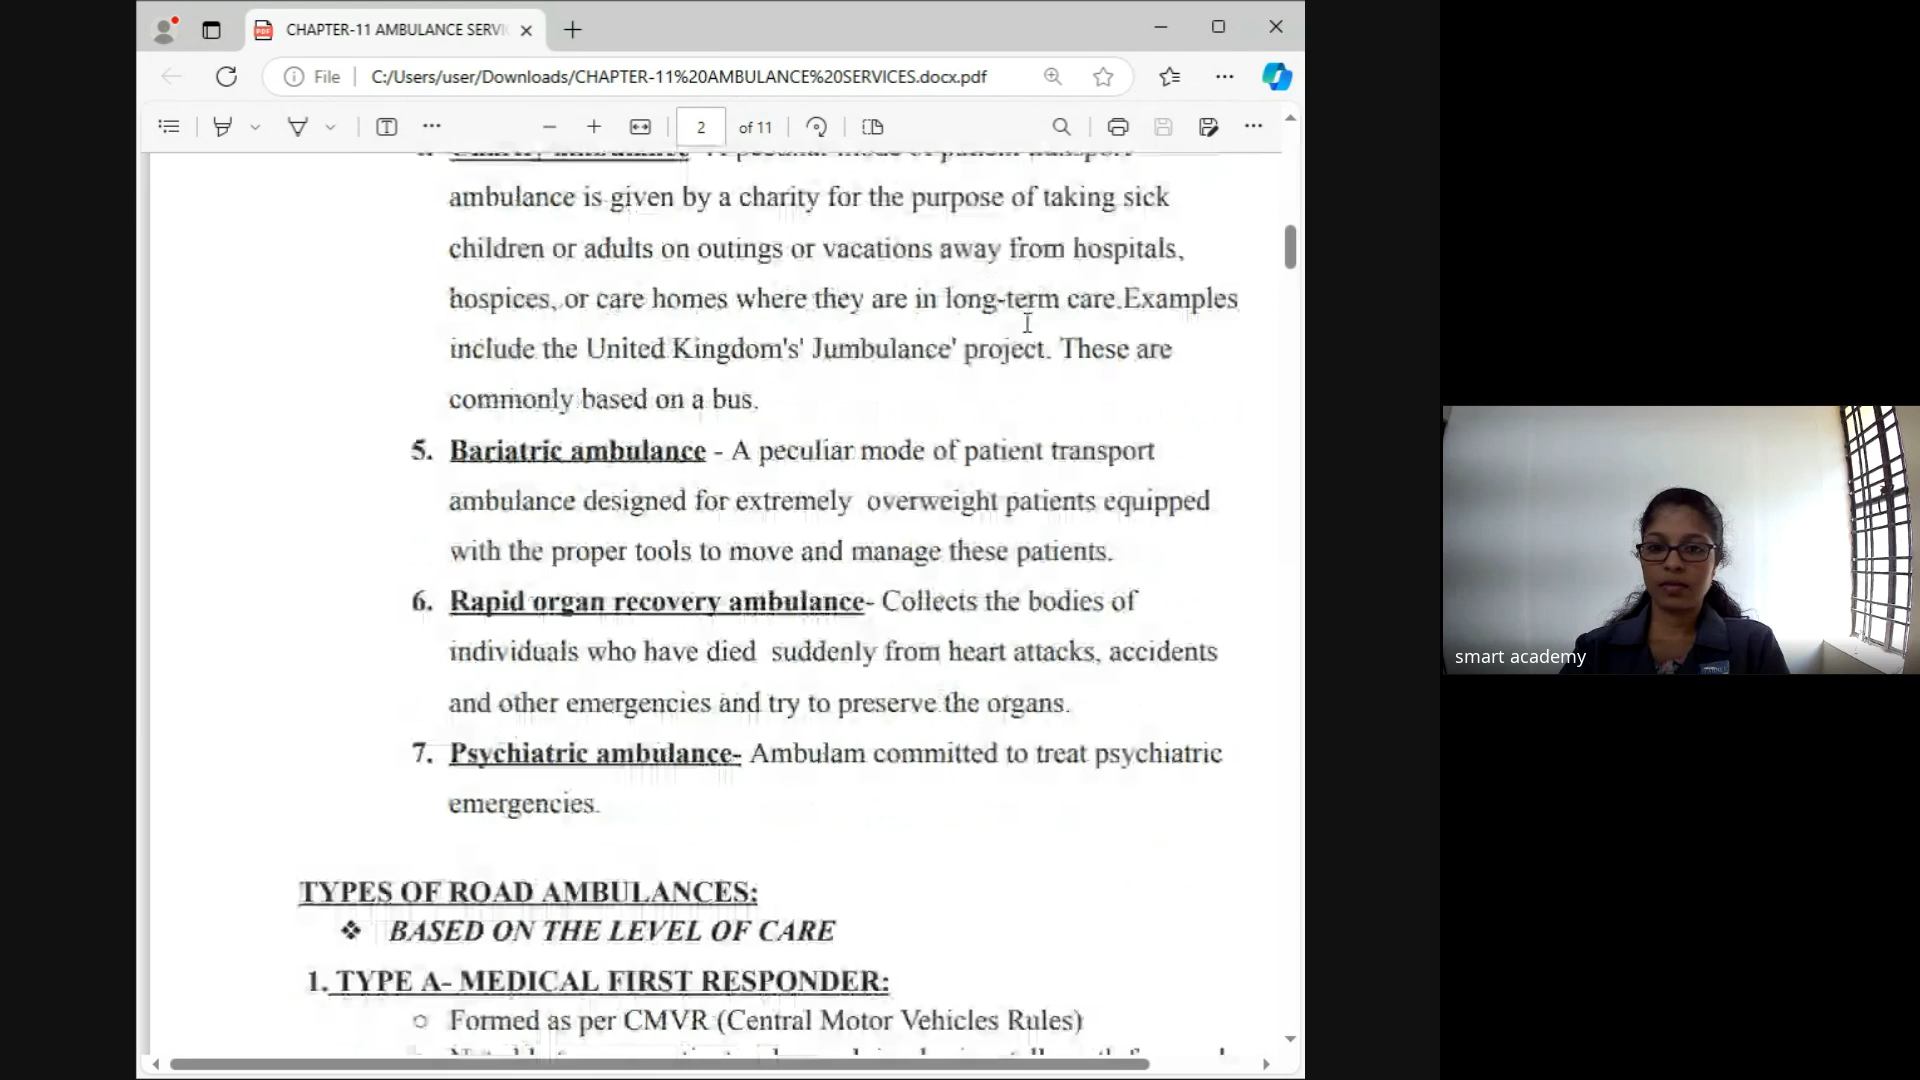 CHAPTER-11 AMBULANCE SERVI
File
C:/Users/user/Downloads/CHAPTER-11%20AMBULANCE%20SERVICES.docx.pdf
2 of 11
ambulance is given by a charity for the purpose of taking sick
children or adults on outings or vacations away from hospitals,
hospices, or care homes where they are in long-term care.Examples
include the United Kingdom's' Jumbulance' project. These are
commonly based on a bus.
5. Bariatric ambulance - A peculiar mode of patient transport
ambulance designed for extremely overweight patients equipped
with the proper tools to move and manage these patients.
6. Rapid organ recovery ambulance- Collects the bodies of
individuals who have died suddenly from heart attacks, accidents
and other emergencies and try to preserve the organs.
7. Psychiatric ambulance- Ambulam committed to treat psychiatric
emergencies.
TYPES OF ROAD AMBULANCES:
❖ BASED ON THE LEVEL OF CARE
1. TYPE A- MEDICAL FIRST RESPONDER:
○ Formed as per CMVR (Central Motor Vehicles Rules)
smart academy